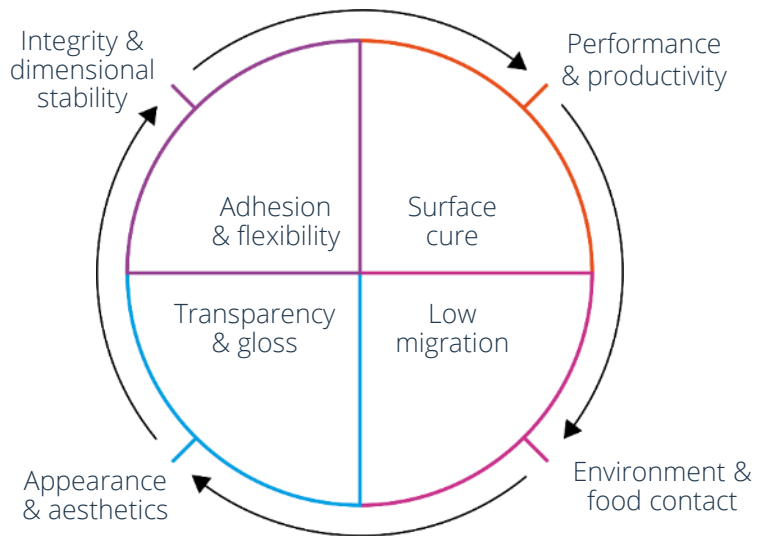 Integrity &
dimensional
stability
Performance
& productivity
Adhesion
& flexibility
Surface
cure
Transparency
& gloss
Low
migration
Appearance
& aesthetics
Environment &
food contact